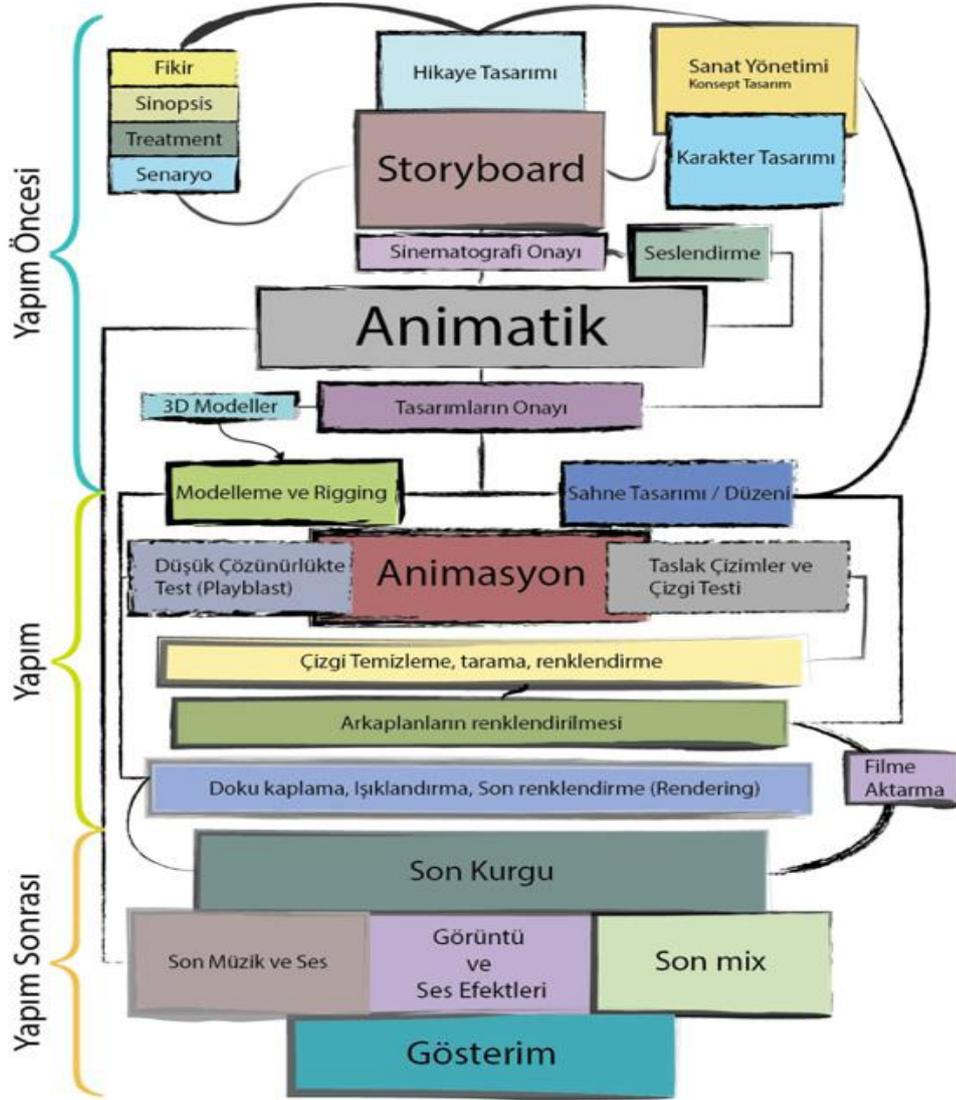 Yapım Öncesi
Fikir
Sinopsis
Treatment
Senaryo
Hikaye Tasarımı
Storyboard
Sanat Yönetimi
Konsept Tasarım
Karakter Tasarımı
Sinematografi Onayı
Seslendirme
Animatik
3D Modeller
Tasarımların Onayı
Yapım
Modelleme ve Rigging
Sahne Tasarımı / Düzeni
Düşük Çözünürlükte
Test (Playblast)
Animasyon
Taslak Çizimler ve
Çizgi Testi
Çizgi Temizleme, tarama, renklendirme
Arkaplanların renklendirilmesi
Doku kaplama, Işıklandırma, Son renklendirme (Rendering)
Filme
Aktarma
Yapım Sonrası
Son Kurgu
Son Müzik ve Ses
Görüntü
ve
Ses Efektleri
Son mix
Gösterim